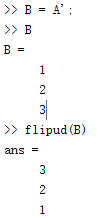 >> B = A';
>> B
B =
1
2
3
>> flipud(B)
ans =
3
2
1